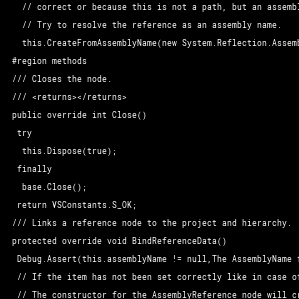 // correct or because this is not a path, but an assembl
// Try to resolve the reference as an assembly name.
this.CreateFromAssemblyName(new System.Reflection.Assemb
#region methods
/// Closes the node.
/// <returns></returns>
public override int Close()
try
this.Dispose(true);
finally
base.Close();
return VSConstants.S_OK;
/// Links a reference node to the project and hierarchy.
protected override void BindReferenceData()
Debug.Assert(this.assemblyName != null,The AssemblyName f
// If the item has not been set correctly like in case of
// The constructor for the AssemblyReference node will cr